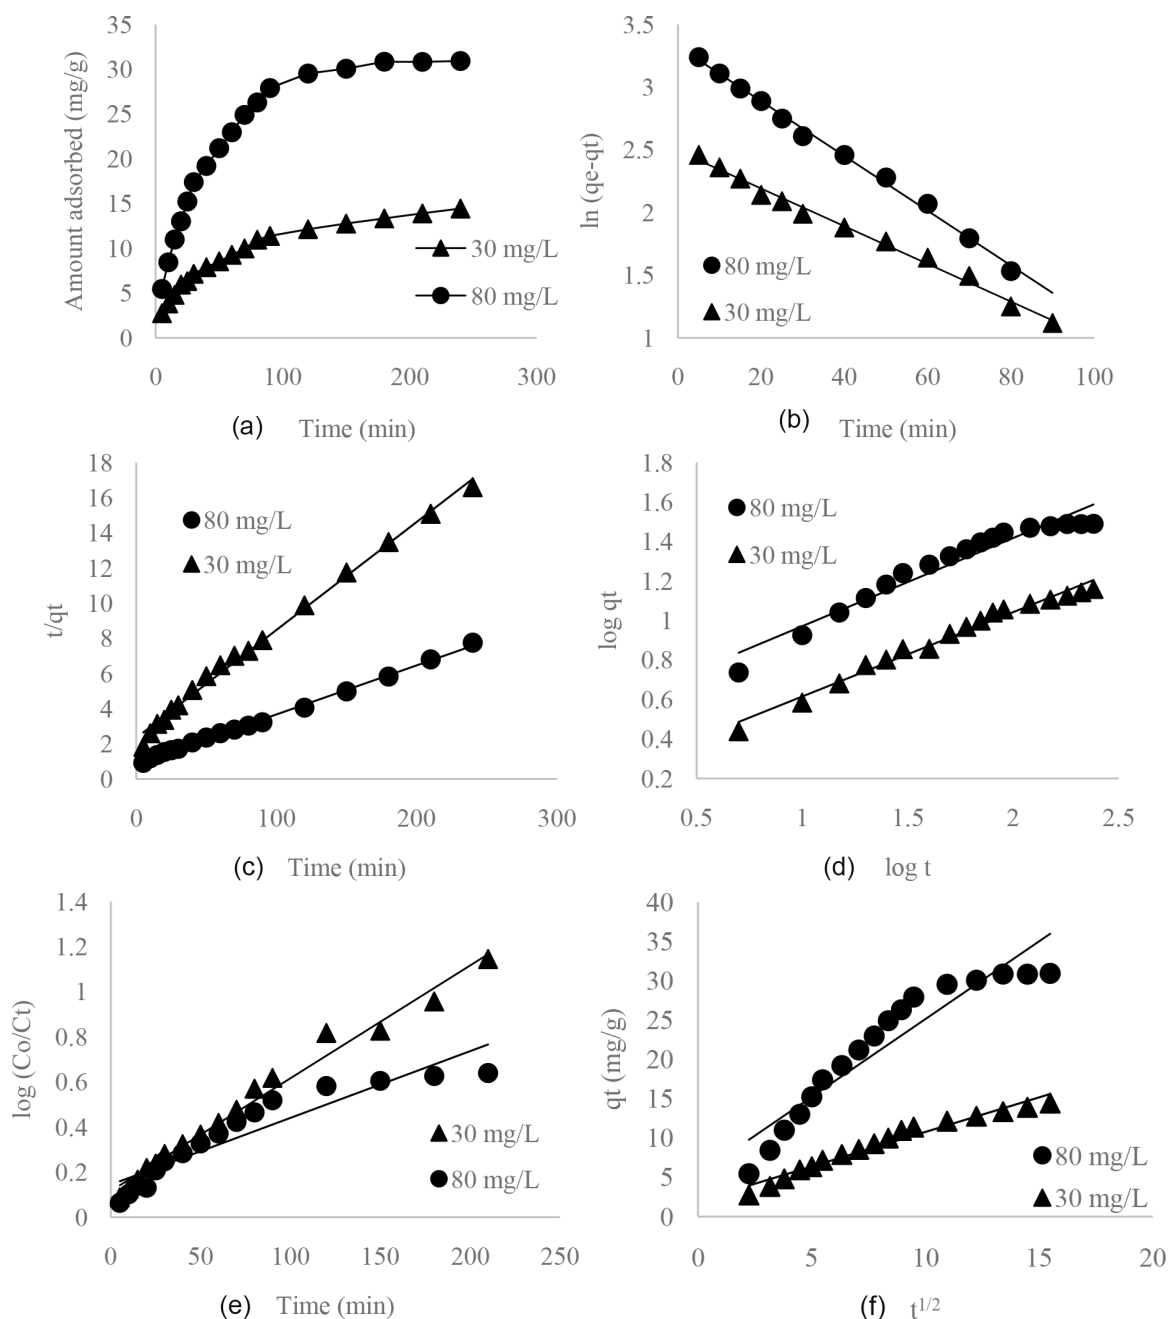 35
30
25
20
15
10
5
0
Amount adsorbed (mg/g)
30 mg/L
80 mg/L
0 100 200 300
(a) Time (min)
3.5
3
2.5
2
1.5
1
ln (qe-qt)
80 mg/L
30 mg/L
0 20 40 60 80 100
(b) Time (min)
18
16
14
12
10
8
6
4
2
0
t/qt
80 mg/L
30 mg/L
0 100 200 300
(c) Time (min)
1.8
1.6
1.4
1.2
1
0.8
0.6
0.4
0.2
log qt
80 mg/L
30 mg/L
0.5 1 1.5 2 2.5
(d) log t
1.4
1.2
1
0.8
0.6
0.4
0.2
0
log (Co/Ct)
30 mg/L
80 mg/L
0 50 100 150 200 250
(e) Time (min)
40
35
30
25
20
15
10
5
0
qt (mg/g)
80 mg/L
30 mg/L
0 5 10 15 20
(f) t^1/2